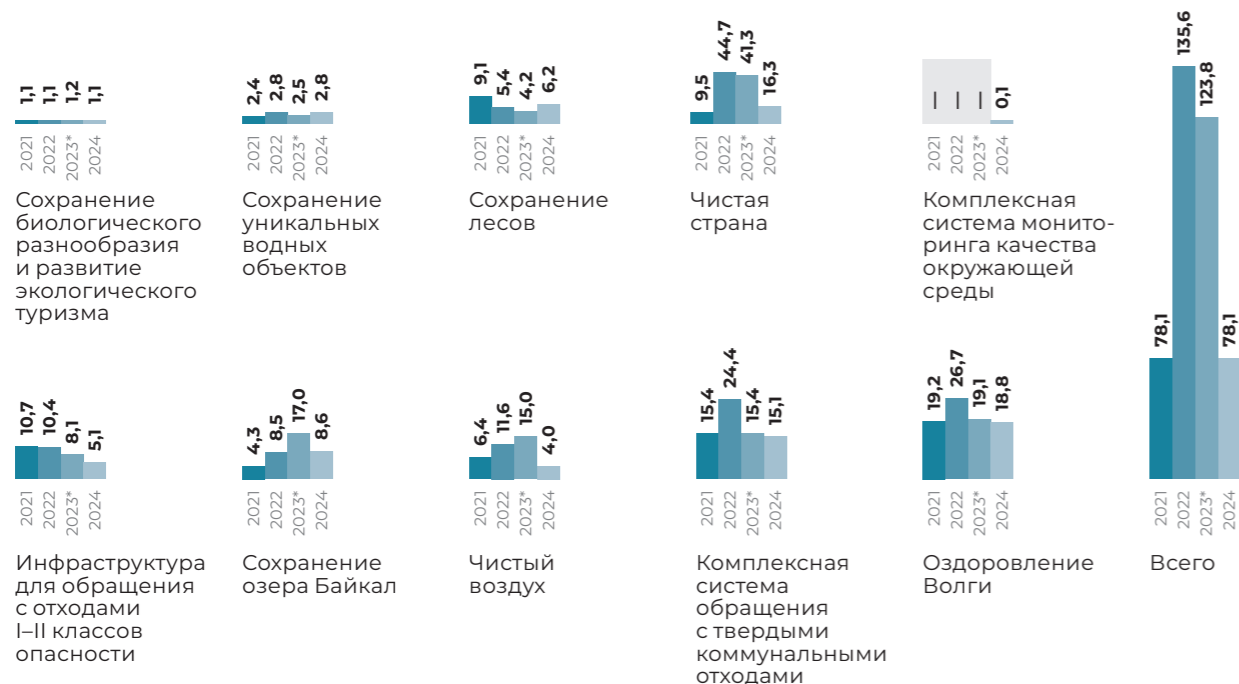 1,1 1,1 1,2 1,1
2021 2022 2023* 2024
Сохранение
биологического
разнообразия
и развитие
экологического
туризма
2,4 2,8 2,5 2,8
2021 2022 2023* 2024
Сохранение
уникальных
водных
объектов
9,1 5,4 4,2 6,2
2021 2022 2023* 2024
Сохранение
лесов
9,5 44,7 41,3 16,3
2021 2022 2023* 2024
Чистая
страна
– – – 0,1
2021 2022 2023* 2024
Комплексная
система монито-
ринга качества
окружающей
среды
10,7 10,4 8,1 5,1
2021 2022 2023* 2024
Инфраструктура
для обращения
с отходами
I–II классов
опасности
4,3 8,5 17,0 8,6
2021 2022 2023* 2024
Сохранение
озера Байкал
6,4 11,6 15,0 4,0
2021 2022 2023* 2024
Чистый
воздух
15,4 24,4 15,4 15,1
2021 2022 2023* 2024
Комплексная
система
обращения
с твердыми
коммунальными
отходами
19,2 26,7 19,1 18,8
2021 2022 2023* 2024
Оздоровление
Волги
78,1 135,6 123,8 78,1
2021 2022 2023* 2024
Всего